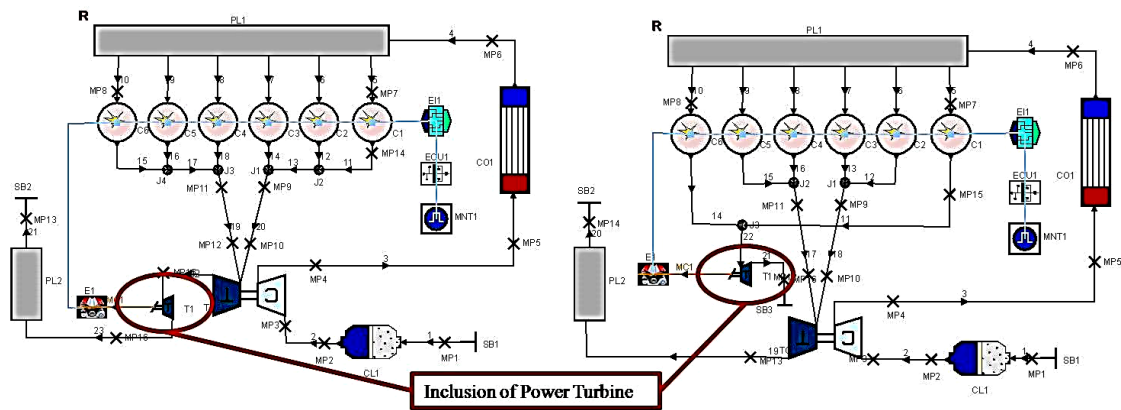 R
PL1
4
MP6
10
9
8
7
6
5
MP8
MP7
C6
C5
C4
C3
C2
C1
EI1
ECU1
CO1
MNT1
15
16
17
18
14
13
12
11
MP14
J4
J3
J1
J2
MP11
MP9
SB2
MP13
21
19
20
MP12
MP10
MP5
3
MP4
PL2
E1
MC1
T1
23
MP16
MP3
2
MP2
1
MP1
SB1
CL1
R
PL1
4
MP6
10
9
8
7
6
5
MP8
MP7
C6
C5
C4
C3
C2
C1
EI1
ECU1
CO1
MNT1
15
16
13
12
J2
J1
MP15
MP11
MP9
14
11
J3
22
SB2
MP14
20
17
18
MP10
MP5
21
E1
MC1
T1
PL2
SB3
3
MP4
19
MP13
MP3
2
MP2
1
MP1
SB1
CL1
Inclusion of Power Turbine